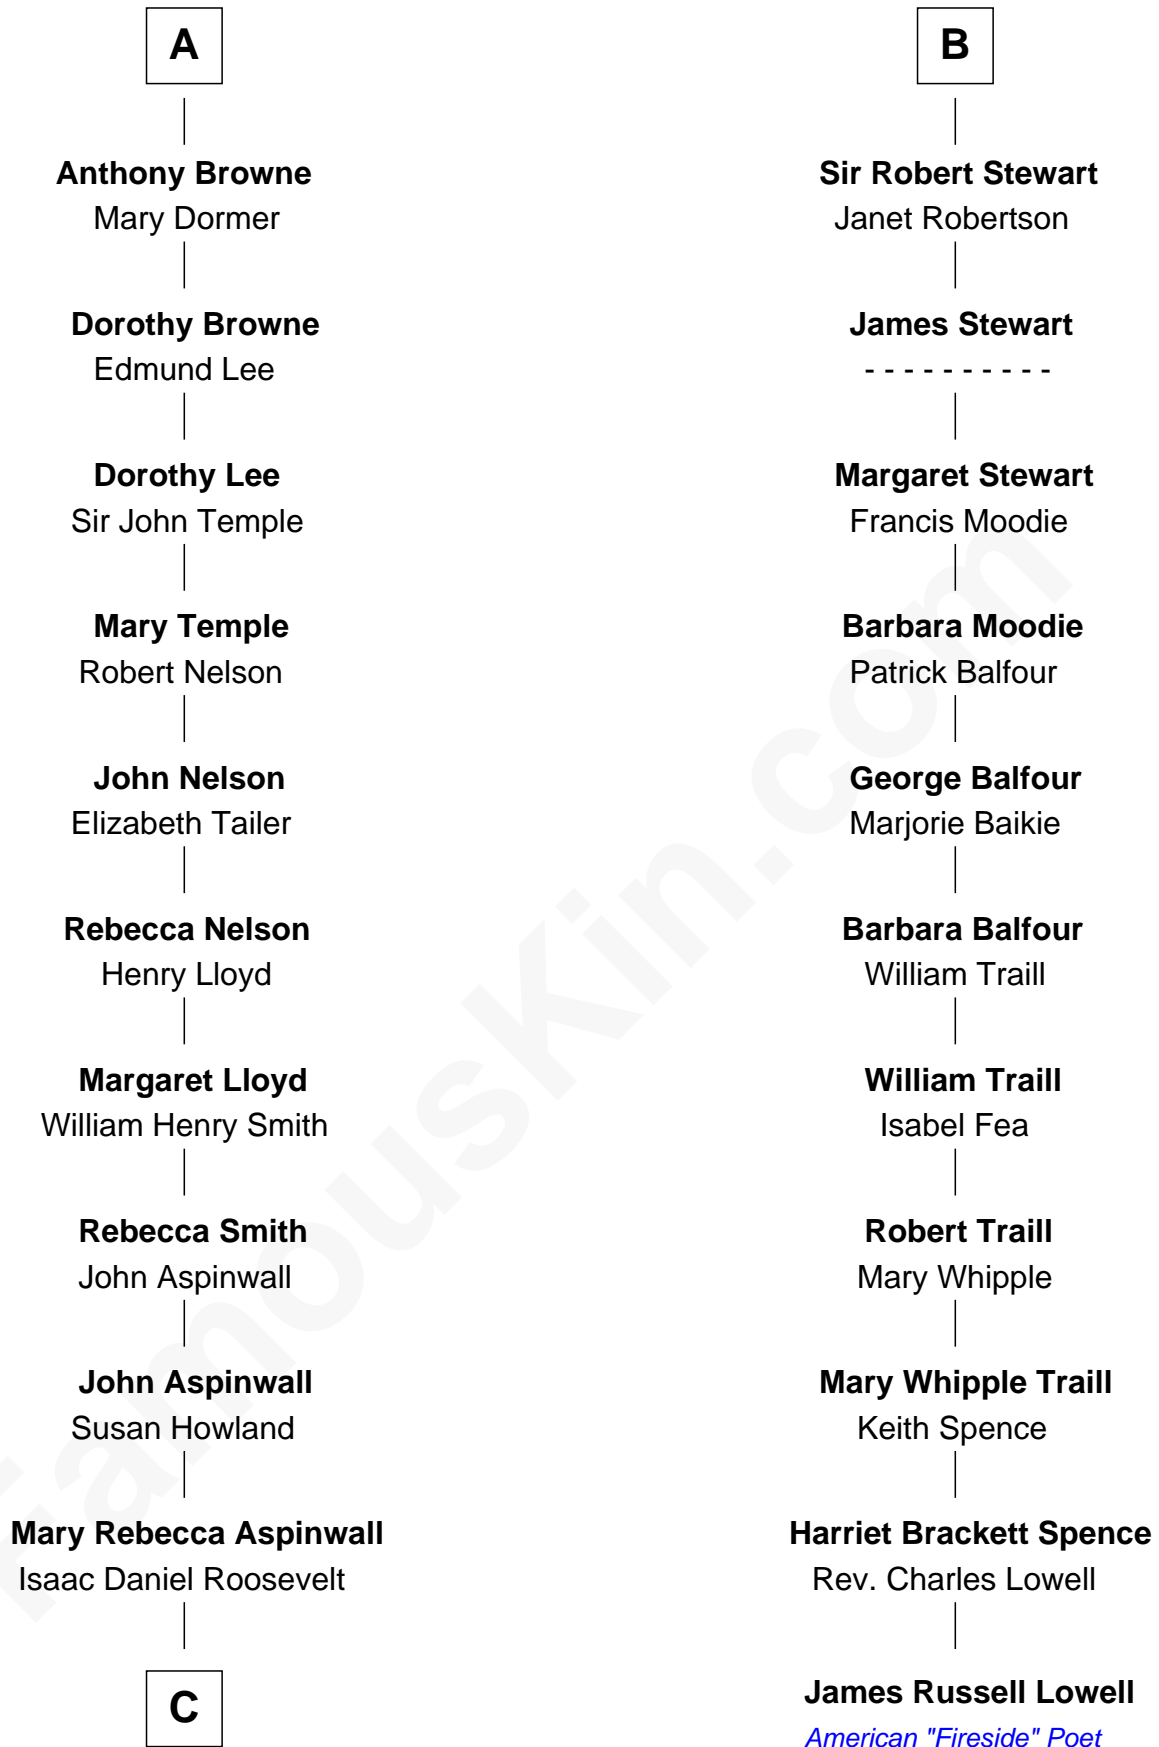 A
Anthony Browne
Mary Dormer
Dorothy Browne
Edmund Lee
Dorothy Lee
Sir John Temple
Mary Temple
Robert Nelson
John Nelson
Elizabeth Tailer
Rebecca Nelson
Henry Lloyd
Margaret Lloyd
William Henry Smith
Rebecca Smith
John Aspinwall
John Aspinwall
Susan Howland
Mary Rebecca Aspinwall
Isaac Daniel Roosevelt
C
B
Sir Robert Stewart
Janet Robertson
James Stewart
- - - - - - - - - -
Margaret Stewart
Francis Moodie
Barbara Moodie
Patrick Balfour
George Balfour
Marjorie Baikie
Barbara Balfour
William Traill
William Traill
Isabel Fea
Robert Traill
Mary Whipple
Mary Whipple Traill
Keith Spence
Harriet Brackett Spence
Rev. Charles Lowell
James Russell Lowell
American "Fireside" Poet
FamousKin.com